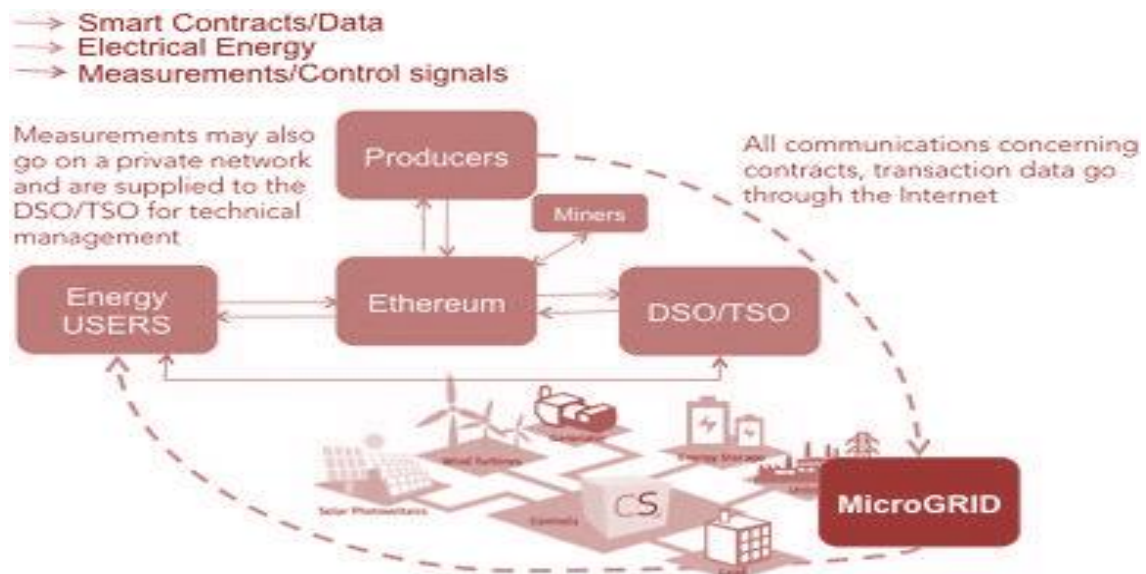 Smart Contracts/Data
Electrical Energy
Measurements/Control signals
Measurements may also
go on a private network
and are supplied to the
DSO/TSO for technical
management
Producers
All communications concerning
contracts, transaction data go
through the Internet
Miners
Energy
USERS
Ethereum
DSO/TSO
Generator
Wind Turbines
Energy Storage
Solar Photovoltaics
Controls
CS
MicroGRID